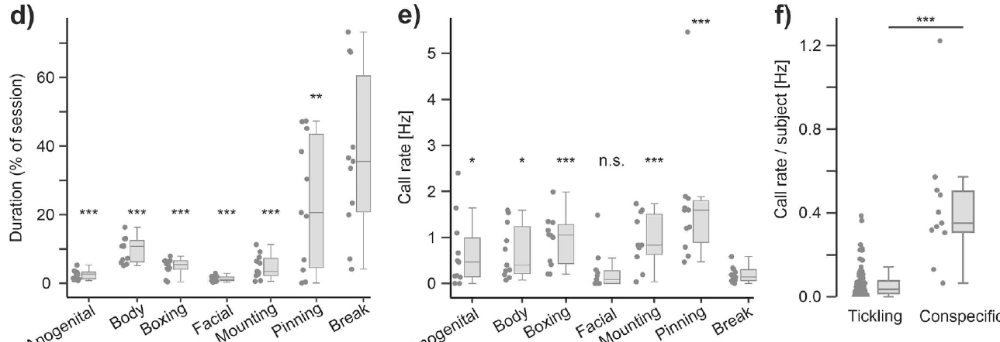 d)
Duration (% of session)
60
40
20
0
***
***
***
***
***
**
Anogenital
Body
Boxing
Facial
Mounting
Pinning
Break
e)
Call rate [Hz]
5
4
3
2
1
0
*
*
***
n.s.
***
***
nogenital
Body
Boxing
Facial
Mounting
Pinning
Break
f)
Call rate / subject [Hz]
1.2
0.8
0.4
0.0
***
Tickling
Conspecific